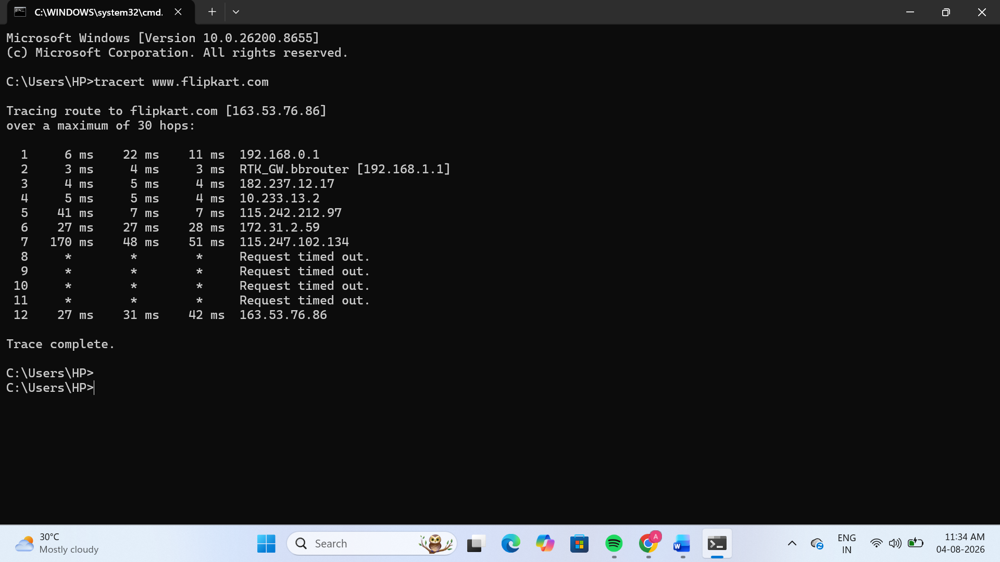 C:\WINDOWS\system32\cmd.
Microsoft Windows [Version 10.0.26200.8655]
(c) Microsoft Corporation. All rights reserved.
C:\Users\HP>tracert www.flipkart.com
Tracing route to flipkart.com [163.53.76.86]
over a maximum of 30 hops:
1 6 ms 22 ms 11 ms 192.168.0.1
2 3 ms 4 ms 3 ms RTK_GW.bbrouter [192.168.1.1]
3 4 ms 5 ms 4 ms 182.237.12.17
4 5 ms 5 ms 4 ms 10.233.13.2
5 41 ms 7 ms 7 ms 115.242.212.97
6 27 ms 27 ms 28 ms 172.31.2.59
7 170 ms 48 ms 51 ms 115.247.102.134
8 * * * Request timed out.
9 * * * Request timed out.
10 * * * Request timed out.
11 * * * Request timed out.
12 27 ms 31 ms 42 ms 163.53.76.86
Trace complete.
C:\Users\HP>
C:\Users\HP>
30°C
Mostly cloudy
Search
A
W
ENG
IN
11:34 AM
04-08-2026